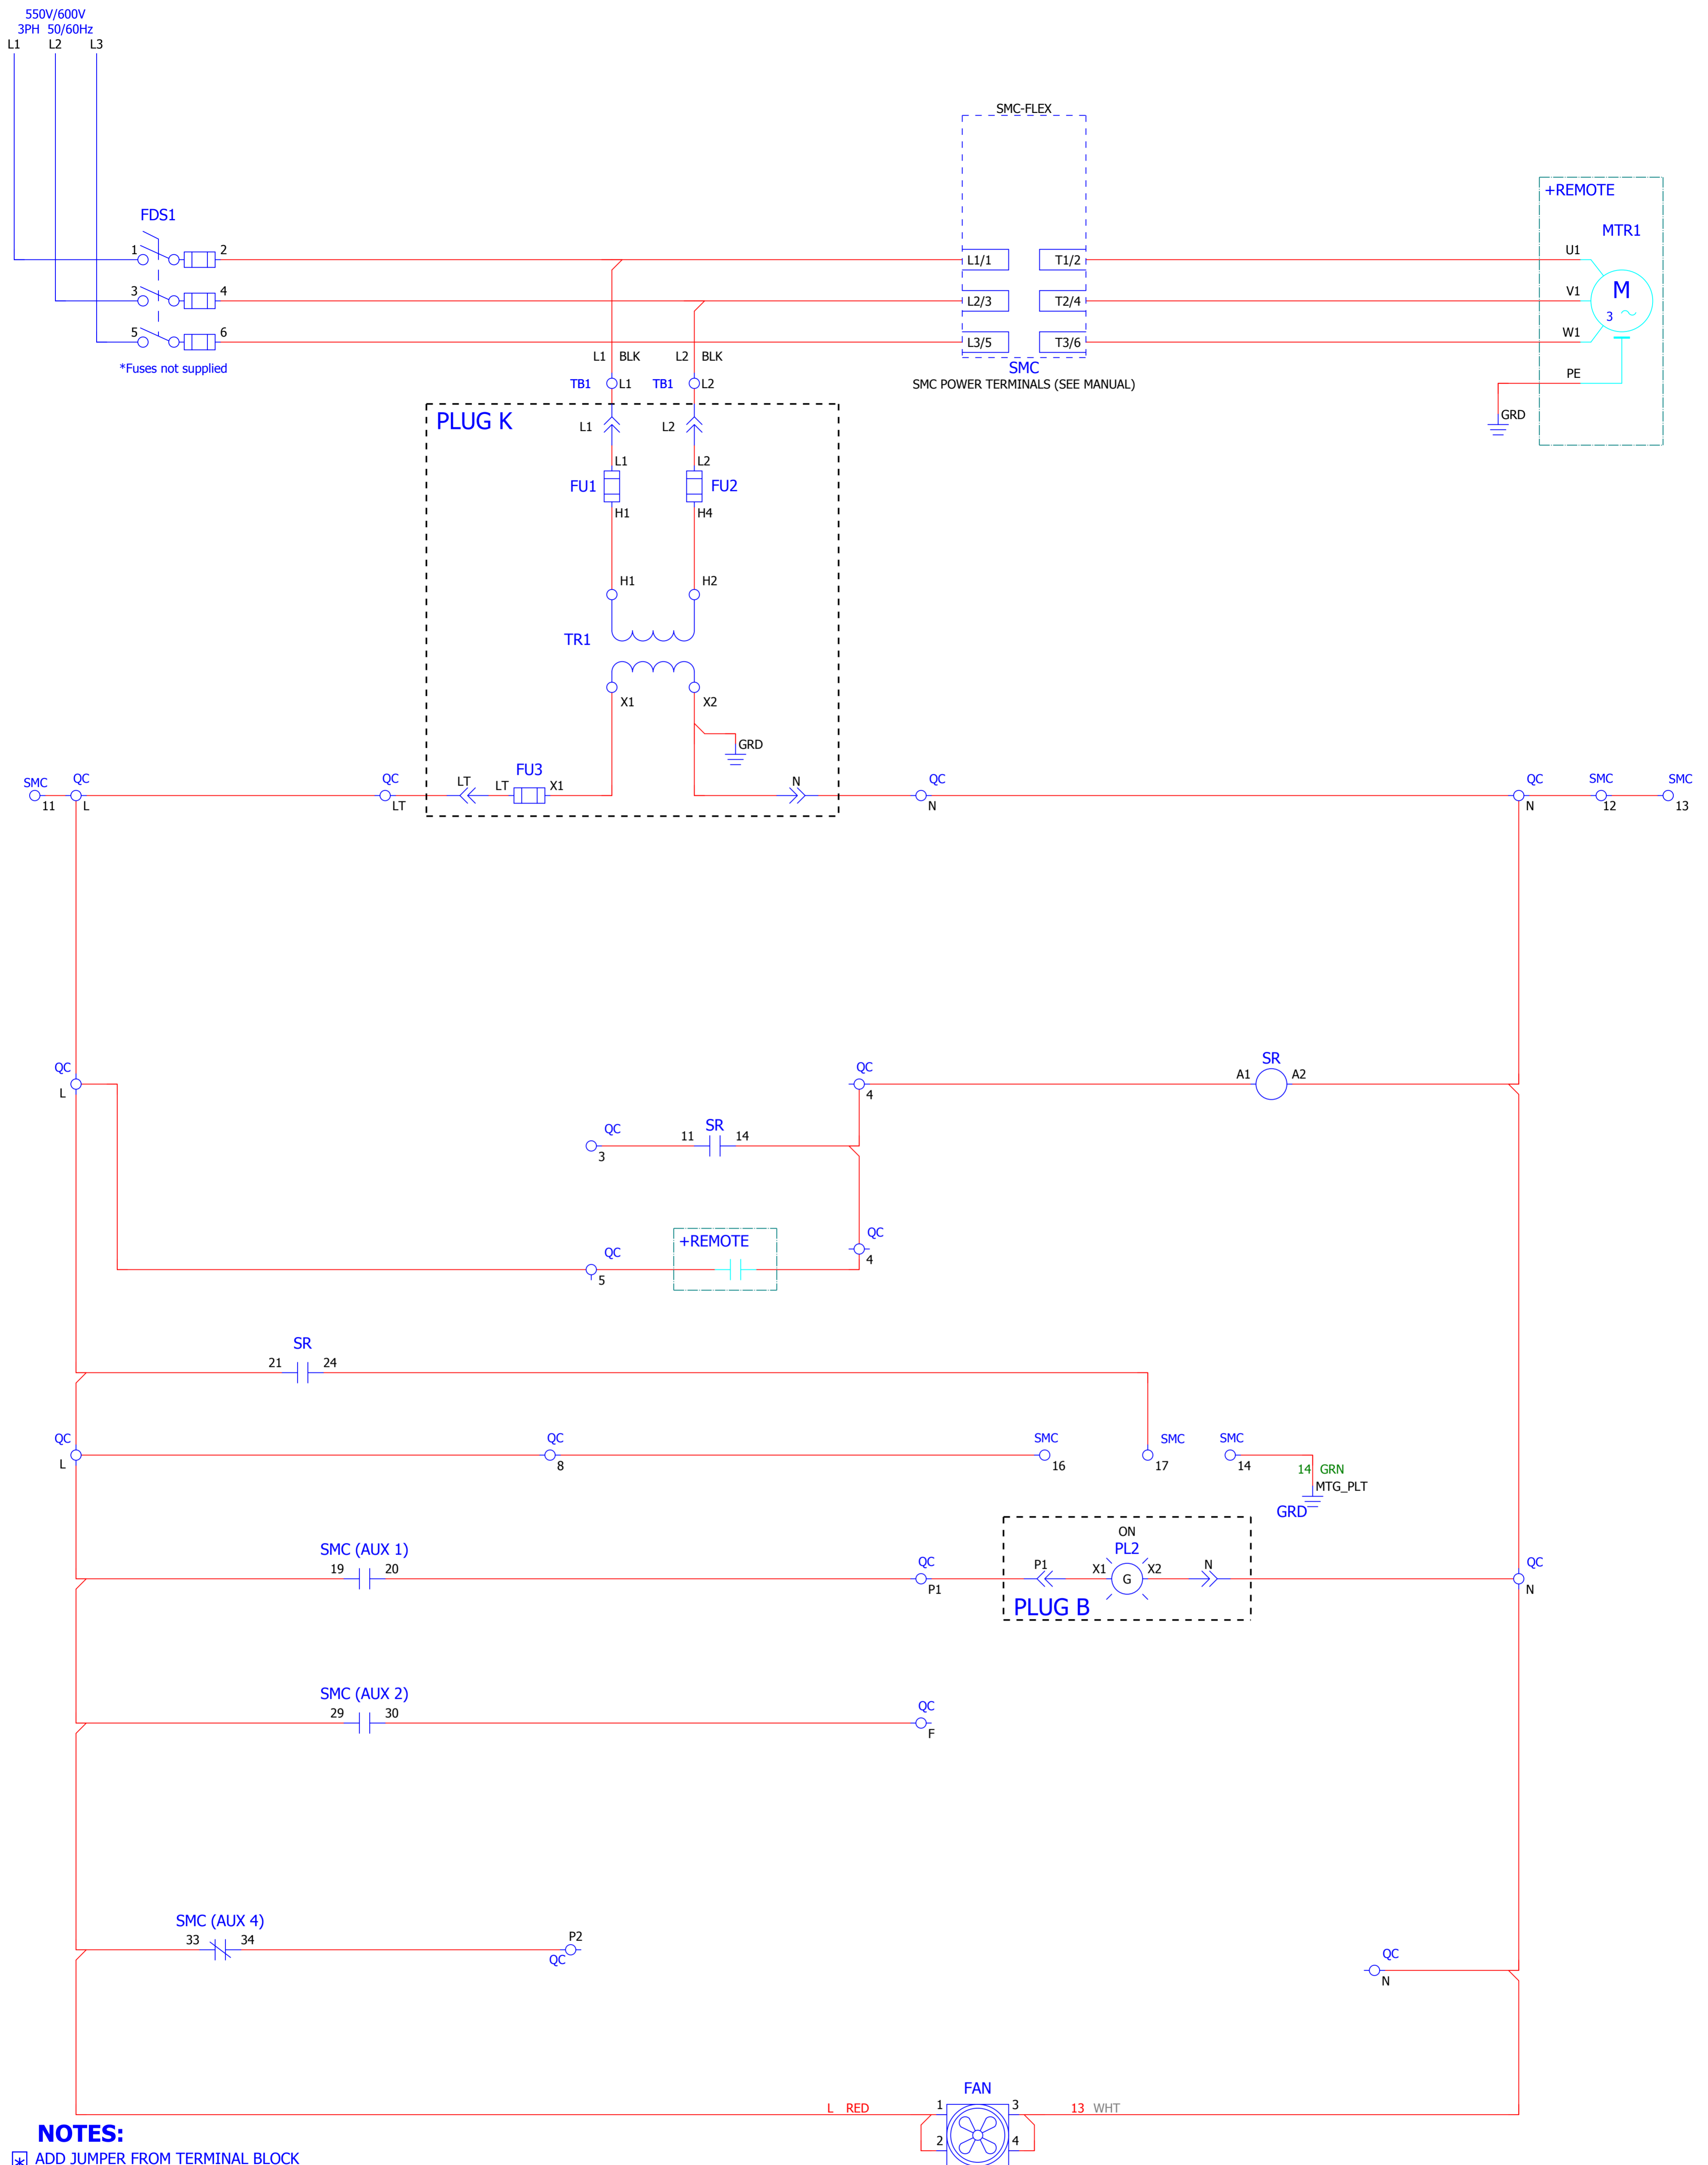 550V/600V
3PH 50/60Hz
L1 L2 L3
SMC-FLEX
+REMOTE
FDS1
MTR1
1 2
L1/1 T1/2
U1
3 4
L2/3 T2/4
V1
M
3
5 6
L3/5 T3/6
W1
*Fuses not supplied
L1 BLK L2 BLK
SMC
SMC POWER TERMINALS (SEE MANUAL)
PE
TB1 L1 TB1 L2
GRD
PLUG K
L1 L2
L1 L2
FU1 FU2
H1 H4
H1 H2
TR1
X1 X2
GRD
FU3
SMC QC QC LT LT X1 N QC QC SMC SMC
11 L LT N N 12 13
QC QC SR
L 4 A1 A2
QC SR
3 11 14
QC
4
QC +REMOTE
5
SR
21 24
QC QC SMC SMC SMC
L 8 16 17 14
14 GRN
MTG_PLT
GRD
ON
PL2
SMC (AUX 1)
19 20
QC
P1
P1 X1 G X2 N
QC
N
PLUG B
SMC (AUX 2)
29 30
QC
F
SMC (AUX 4)
33 34
P2
QC
QC
N
FAN
L RED 1 3 13 WHT
2 4
NOTES:
* ADD JUMPER FROM TERMINAL BLOCK